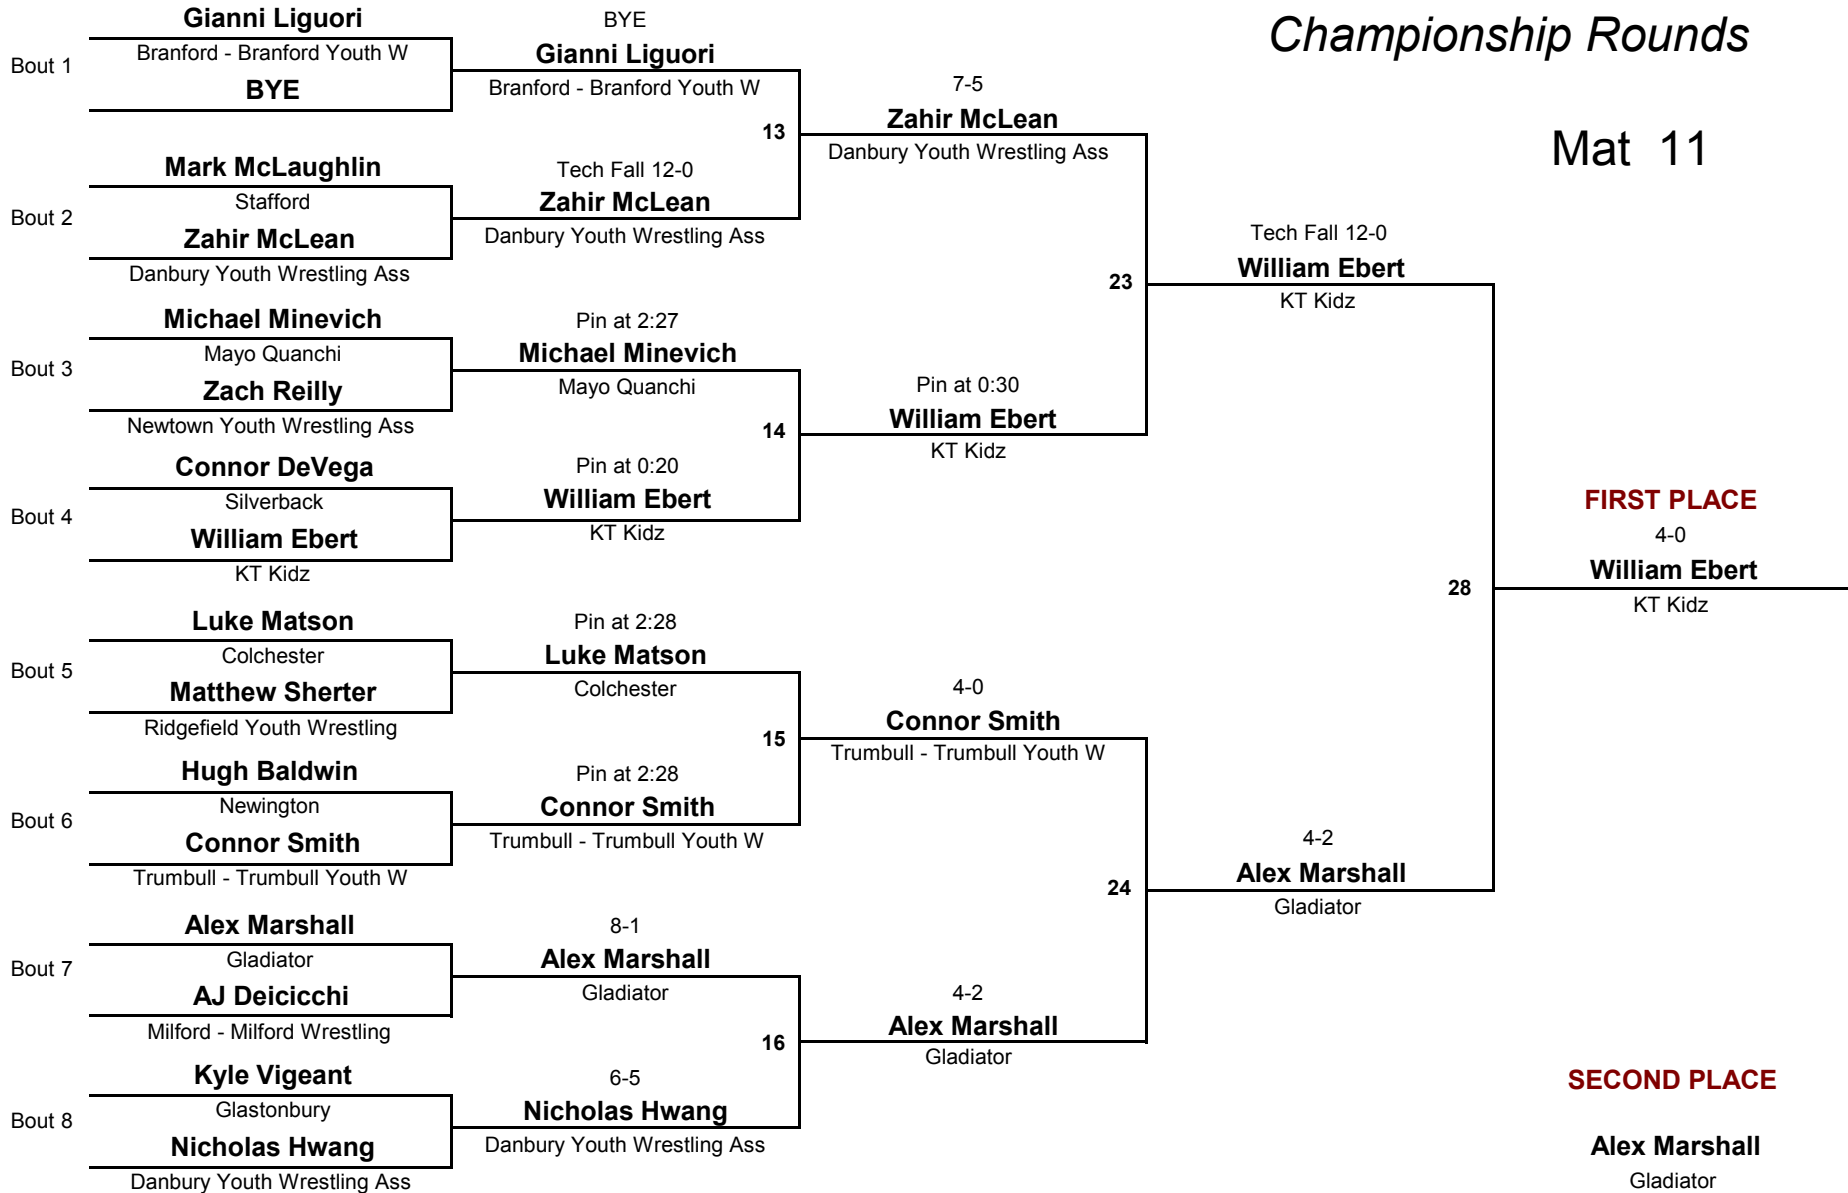 Championship Rounds
Mat 11
Bout 1
Gianni Liguori
Branford - Branford Youth W
BYE
Bout 2
Mark McLaughlin
Stafford
Zahir McLean
Danbury Youth Wrestling Ass
Bout 3
Michael Minevich
Mayo Quanchi
Zach Reilly
Newtown Youth Wrestling Ass
Bout 4
Connor DeVega
Silverback
William Ebert
KT Kidz
Bout 5
Luke Matson
Colchester
Matthew Sherter
Ridgefield Youth Wrestling
Bout 6
Hugh Baldwin
Newington
Connor Smith
Trumbull - Trumbull Youth W
Bout 7
Alex Marshall
Gladiator
AJ Deicicchi
Milford - Milford Wrestling
Bout 8
Kyle Vigeant
Glastonbury
Nicholas Hwang
Danbury Youth Wrestling Ass
BYE
Gianni Liguori
Branford - Branford Youth W
13
Tech Fall 12-0
Zahir McLean
Danbury Youth Wrestling Ass
Pin at 2:27
Michael Minevich
Mayo Quanchi
14
Pin at 0:20
William Ebert
KT Kidz
Pin at 2:28
Luke Matson
Colchester
15
Pin at 2:28
Connor Smith
Trumbull - Trumbull Youth W
8-1
Alex Marshall
Gladiator
16
6-5
Nicholas Hwang
Danbury Youth Wrestling Ass
7-5
Zahir McLean
Danbury Youth Wrestling Ass
23
Pin at 0:30
William Ebert
KT Kidz
4-0
Connor Smith
Trumbull - Trumbull Youth W
24
4-2
Alex Marshall
Gladiator
Tech Fall 12-0
William Ebert
KT Kidz
28
4-2
Alex Marshall
Gladiator
FIRST PLACE
4-0
William Ebert
KT Kidz
SECOND PLACE
Alex Marshall
Gladiator